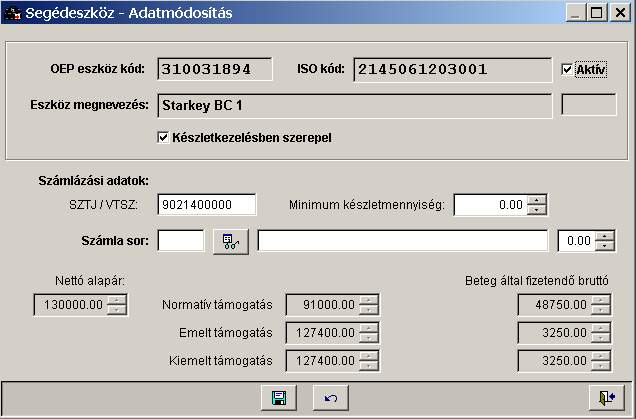 Segédeszköz - Adatmódosítás
OEP eszköz kód: 310031894 ISO kód: 2145061203001 Aktív
Eszköz megnevezés: Starkey BC 1
Készletkezelésben szerepel
Számlázási adatok:
SZTJ / VTSZ: 9021400000 Minimum készletmennyiség: 0.00
Számla sor: 0.00
Nettó alapár: Beteg által fizetendő bruttó
130000.00 Normatív támogatás 91000.00 48750.00
Emelt támogatás 127400.00 3250.00
Kiemelt támogatás 127400.00 3250.00